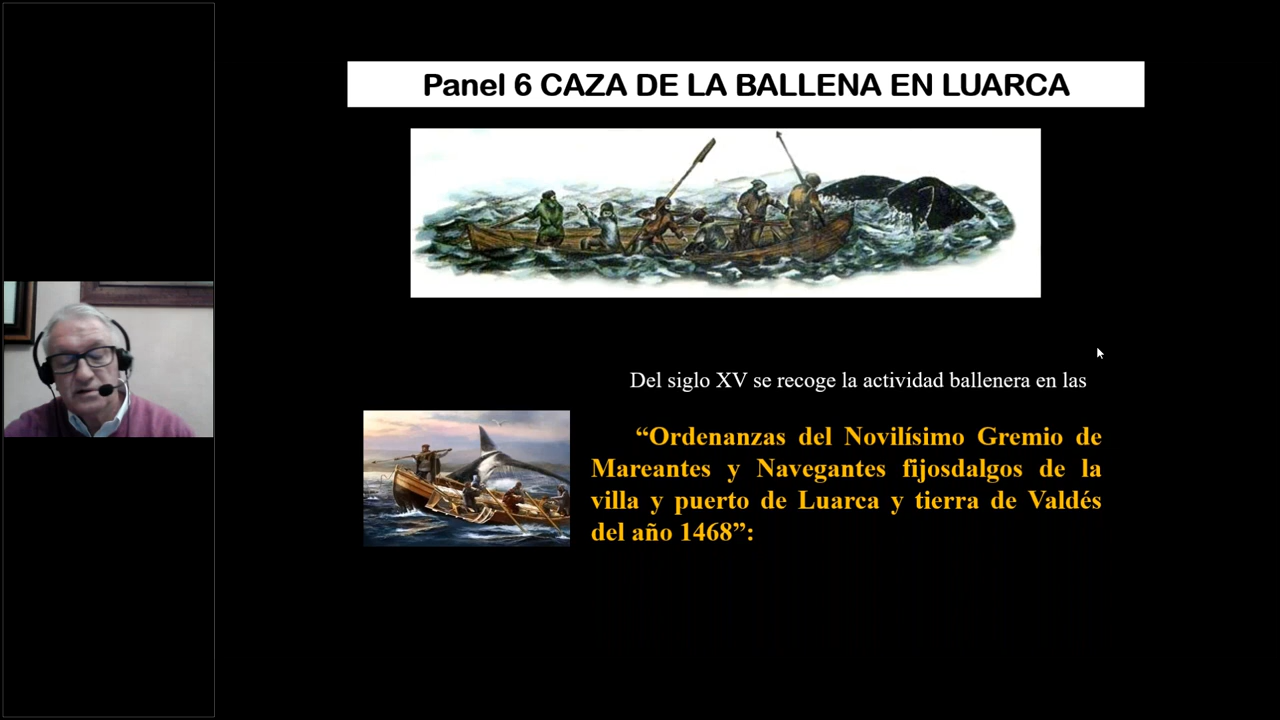 Panel 6 CAZA DE LA BALLENA EN LUARCA
Del siglo XV se recoge la actividad ballenera en las
“Ordenanzas del Novilísimo Gremio de
Mareantes y Navegantes fijosdalgos de la
villa y puerto de Luarca y tierra de Valdés
del año 1468”: